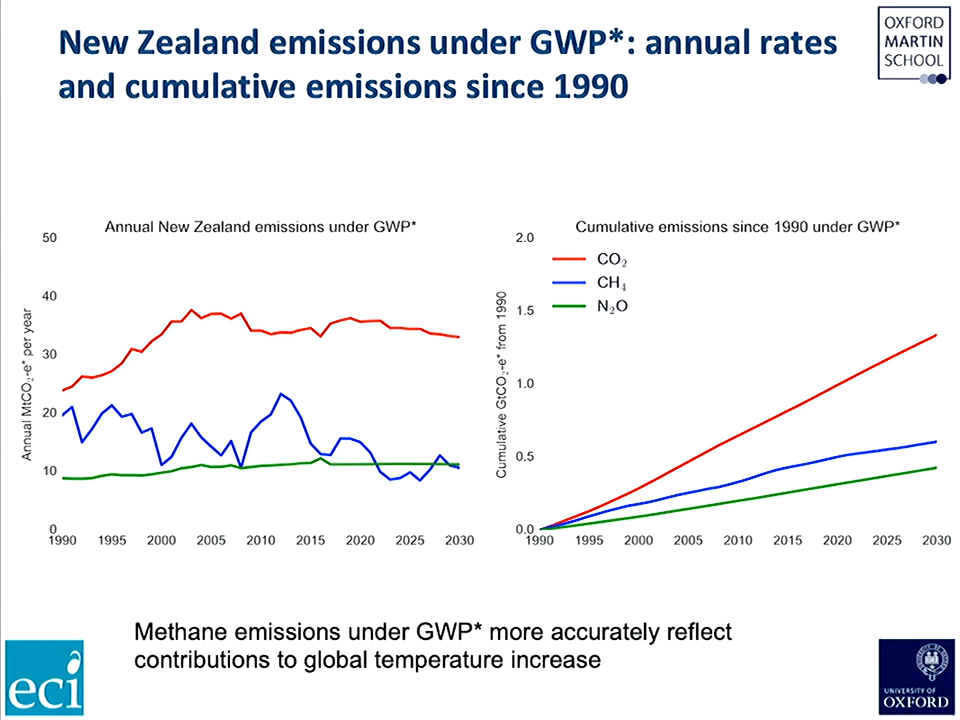 New Zealand emissions under GWP*: annual rates
and cumulative emissions since 1990
OXFORD
MARTIN
SCHOOL
Annual New Zealand emissions under GWP*
Annual MtCO₂-e* per year
50
40
30
20
10
0
1990 1995 2000 2005 2010 2015 2020 2025 2030
Cumulative emissions since 1990 under GWP*
Cumulative GtCO₂-e* from 1990
2.0
1.5
1.0
0.5
0.0
CO₂
CH₄
N₂O
1990 1995 2000 2005 2010 2015 2020 2025 2030
Methane emissions under GWP* more accurately reflect
contributions to global temperature increase
eci
UNIVERSITY OF
OXFORD